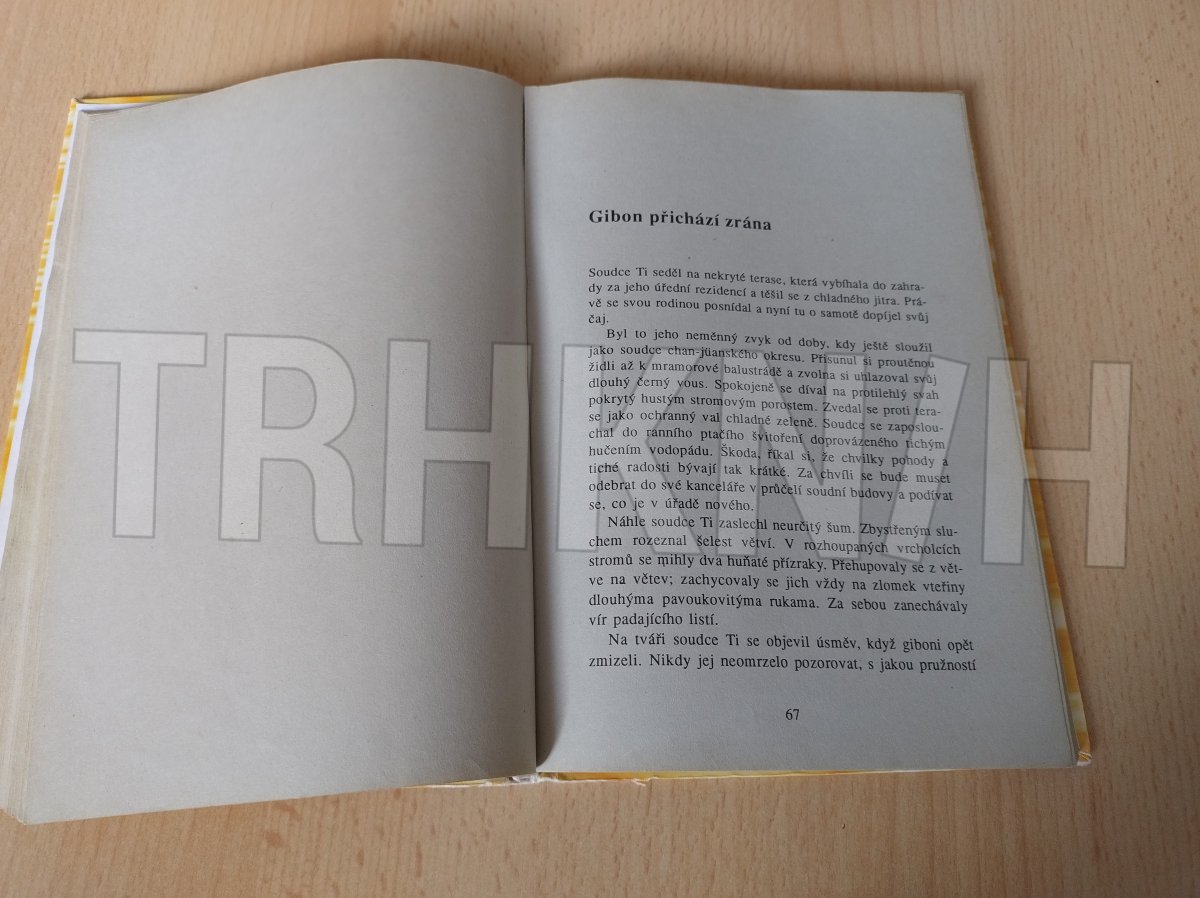 Gibon přichází zrána
Soudce Ti seděl na nekryté terase, která vybíhala do zahra-
dy za jeho úřední rezidencí a těšil se z chladného jitra. Prá-
vě se svou rodinou posnídal a nyní tu o samotě dopíjel svůj
čaj.
Byl to jeho neměnný zvyk od doby, kdy ještě sloužil
jako soudce chan-jüanského okresu. Přisunul si proutěnou
židli až k mramorové balustrádě a zvolna si uhlazoval svůj
dlouhý černý vous. Spokojeně se díval na protilehlý svah
pokrytý hustým stromovým porostem. Zvedal se proti tera-
se jako ochranný val chladné zeleně. Soudce se zaposlou-
chal do ranního ptačího švitoření doprovázeného tichým
hučením vodopádu. Škoda, říkal si, že chvilky pohody a
tiché radosti bývají tak krátké. Za chvíli se bude muset
odebrat do své kanceláře v průčelí soudní budovy a podívat
se, co je v úřadě nového.
Náhle soudce Ti zaslechl neurčitý šum. Zbystřeným slu-
chem rozeznal šelest větví. V rozhoupaných vrcholcích
stromů se mihly dva huňaté přízraky. Přehupovaly se z vět-
ve na větev; zachycovaly se jich vždy na zlomek vteřiny
dlouhýma pavoukovitýma rukama. Za sebou zanechávaly
vír padajícího listí.
Na tváři soudce Ti se objevil úsměv, když giboni opět
zmizeli. Nikdy jej neomrzelo pozorovat, s jakou pružností
67
TRHKNIH